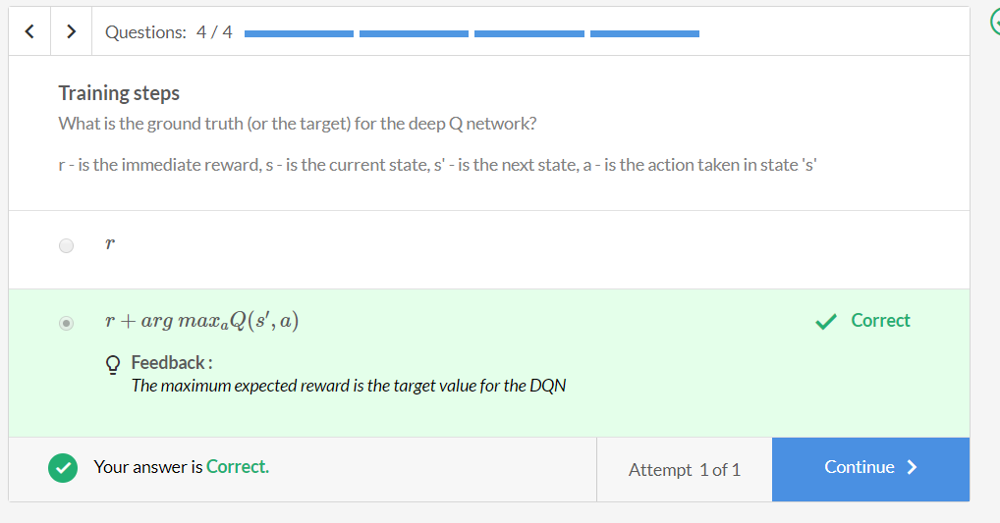 Questions: 4 / 4
Training steps
What is the ground truth (or the target) for the deep Q network?
r - is the immediate reward, s - is the current state, s' - is the next state, a - is the action taken in state 's'
r
r + arg max_a Q(s′, a)
Correct
Feedback :
The maximum expected reward is the target value for the DQN
Your answer is Correct.
Attempt 1 of 1
Continue